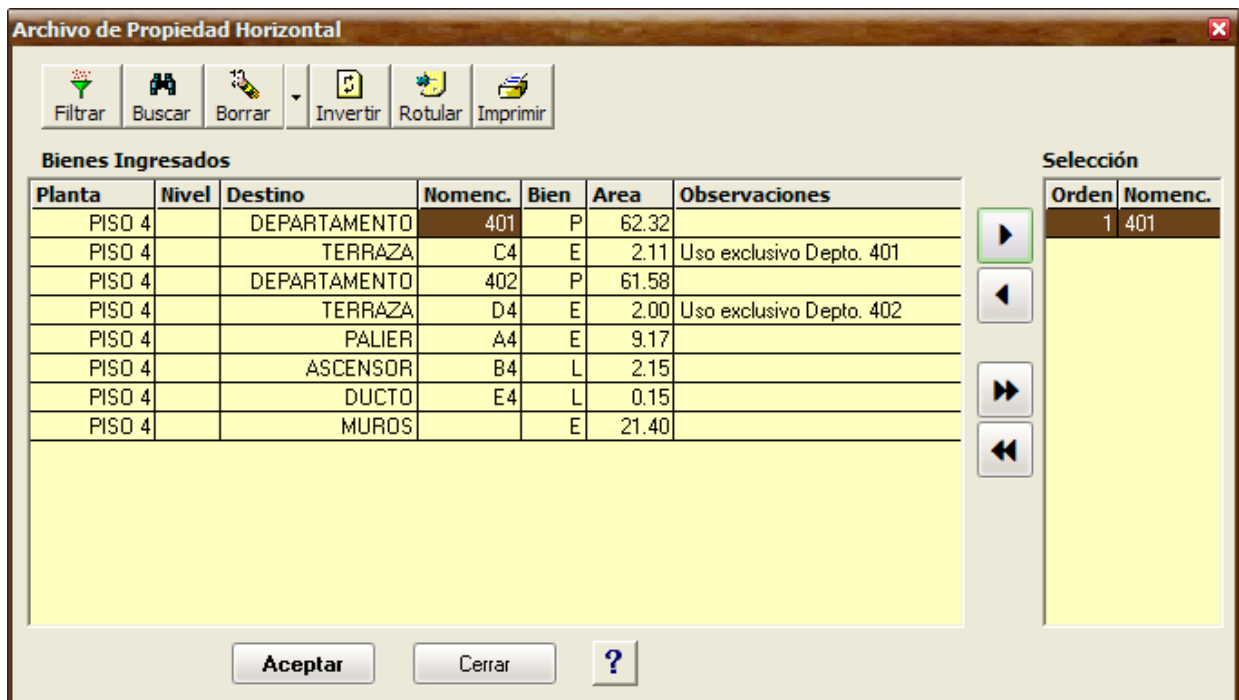 Archivo de Propiedad Horizontal
Filtrar Buscar Borrar Invertir Rotular Imprimir
Bienes Ingresados Selección
Planta Nivel Destino Nomenc. Bien Area Observaciones Orden Nomenc.
PISO 4 DEPARTAMENTO 401 P 62.32 1 401
PISO 4 TERRAZA C4 E 2.11 Uso exclusivo Depto. 401
PISO 4 DEPARTAMENTO 402 P 61.58
PISO 4 TERRAZA D4 E 2.00 Uso exclusivo Depto. 402
PISO 4 PALIER A4 E 9.17
PISO 4 ASCENSOR B4 L 2.15
PISO 4 DUCTO E4 L 0.15
PISO 4 MUROS E 21.40
Aceptar Cerrar ?